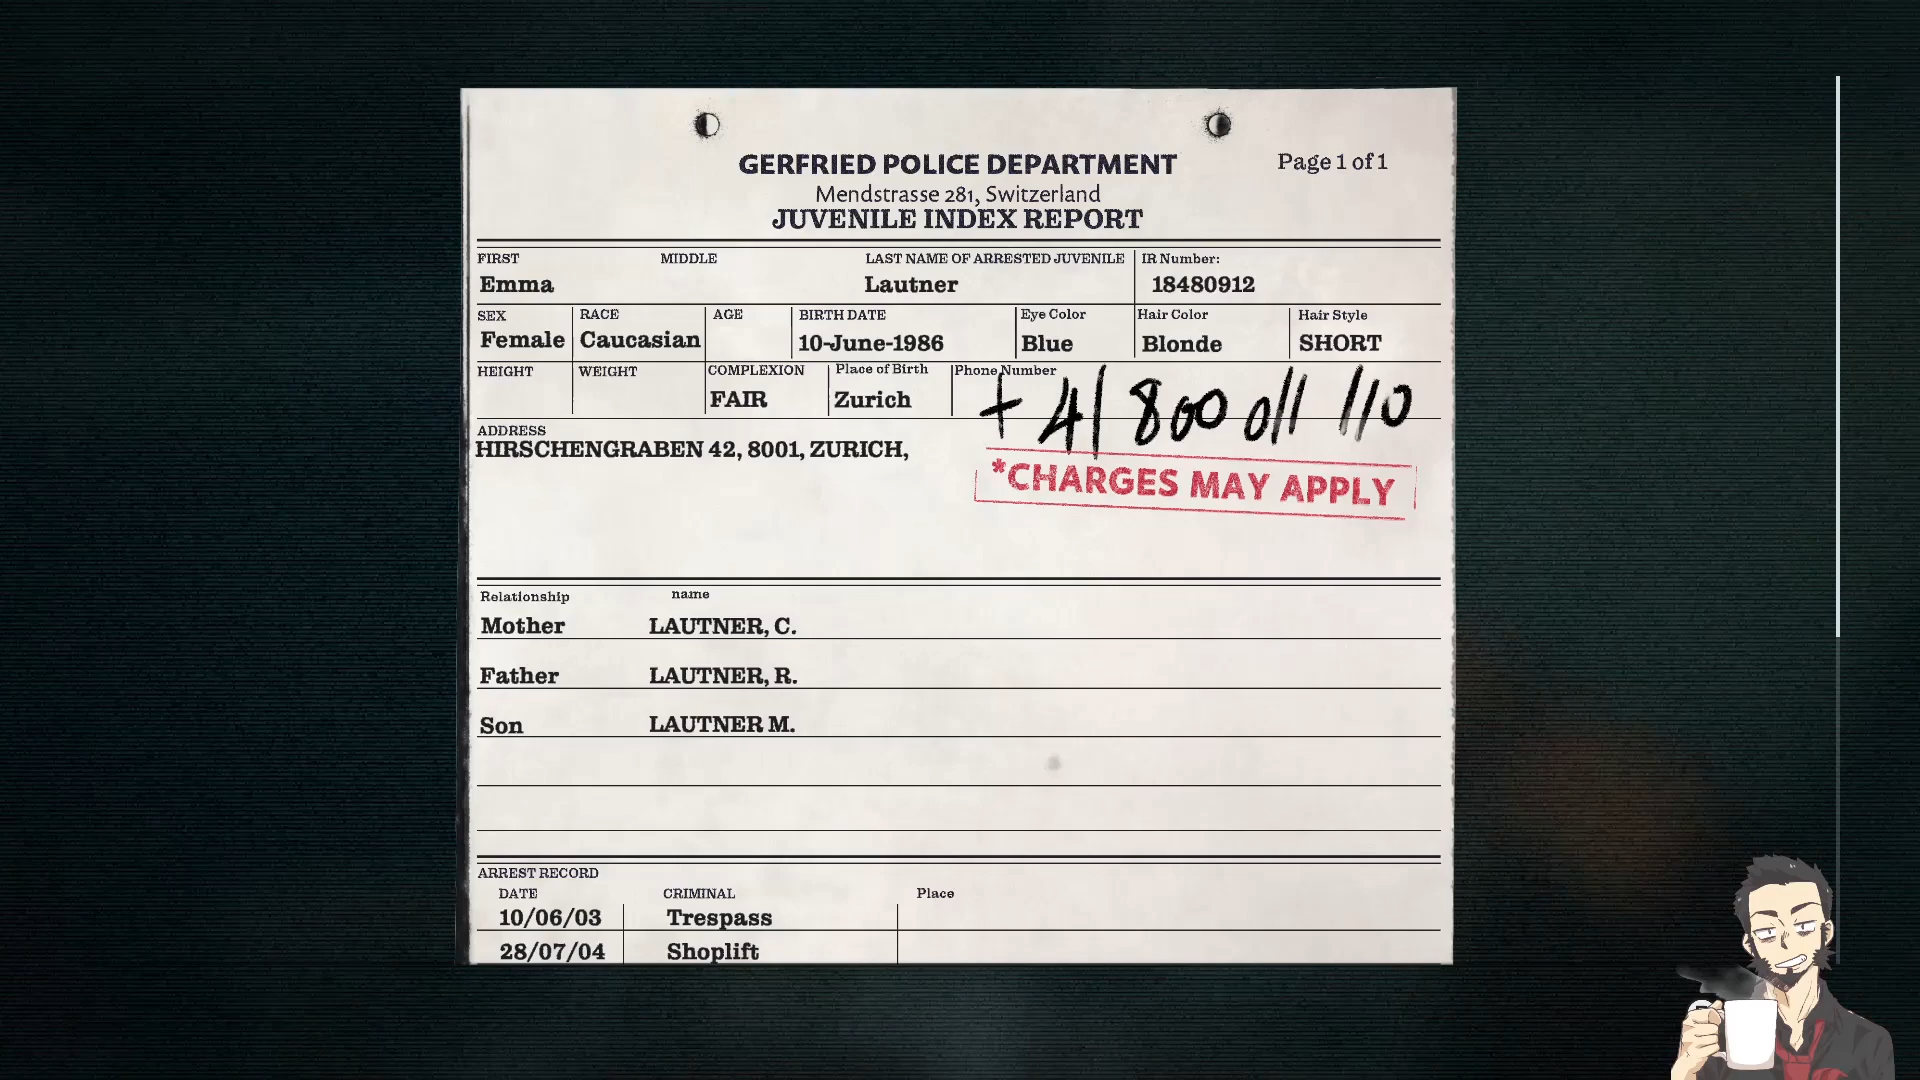 GERFRIED POLICE DEPARTMENT
Page 1 of 1
Mendstrasse 281, Switzerland
JUVENILE INDEX REPORT
FIRST MIDDLE LAST NAME OF ARRESTED JUVENILE IR Number:
Emma Lautner 18480912
SEX RACE AGE BIRTH DATE Eye Color Hair Color Hair Style
Female Caucasian 10-June-1986 Blue Blonde SHORT
HEIGHT WEIGHT COMPLEXION Place of Birth Phone Number
FAIR Zurich + 41 800 011 110
ADDRESS
HIRSCHENGRABEN 42, 8001, ZURICH,
*CHARGES MAY APPLY
Relationship name
Mother LAUTNER, C.
Father LAUTNER, R.
Son LAUTNER M.
ARREST RECORD
DATE CRIMINAL Place
10/06/03 Trespass
28/07/04 Shoplift